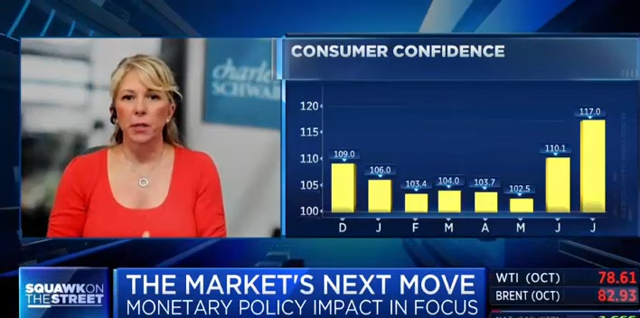 CONSUMER CONFIDENCE
charles
SCHWAB
120
115
110
105
100
109.0
106.0
103.4
104.0
103.7
102.5
110.1
117.0
D J F M A M J J
SQUAWK ON
THE STREET
THE MARKET'S NEXT MOVE
MONETARY POLICY IMPACT IN FOCUS
WTI (OCT) 78.61
BRENT (OCT) 82.93